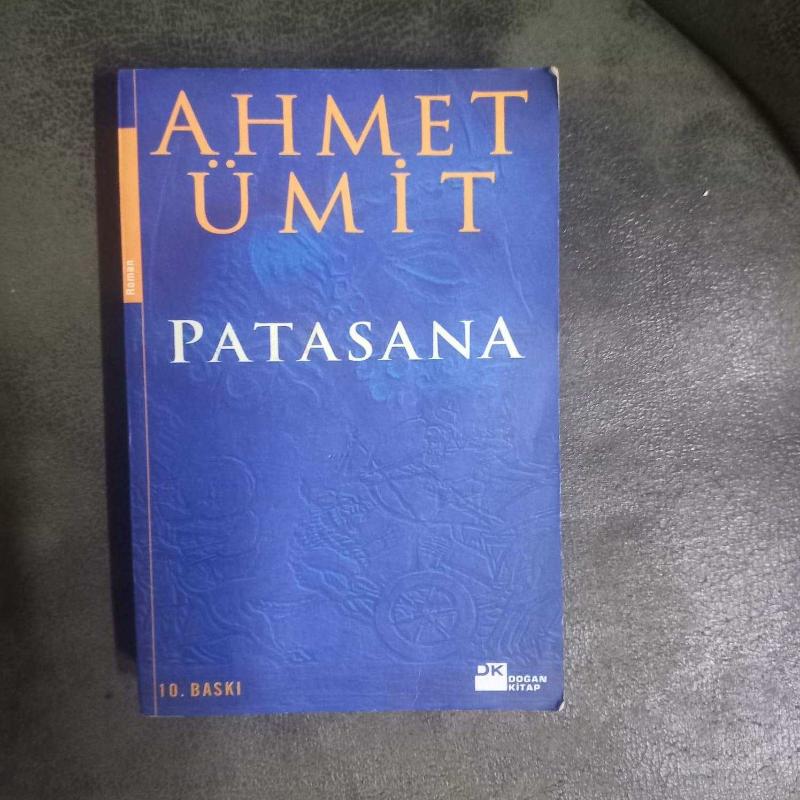 AHMET
ÜMİT
Roman
PATASANA
10. BASKI
DK
DOĞAN
KİTAP